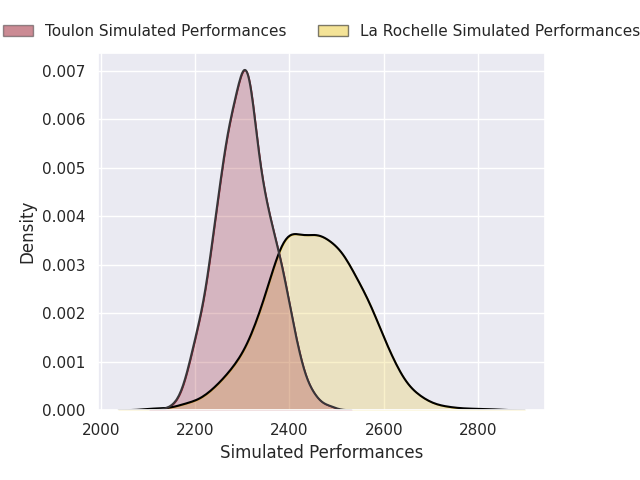 Toulon Simulated Performances La Rochelle Simulated Performances
0.007
0.006
0.005
0.004
0.003
0.002
0.001
0.000
Density
2000 2200 2400 2600 2800
Simulated Performances